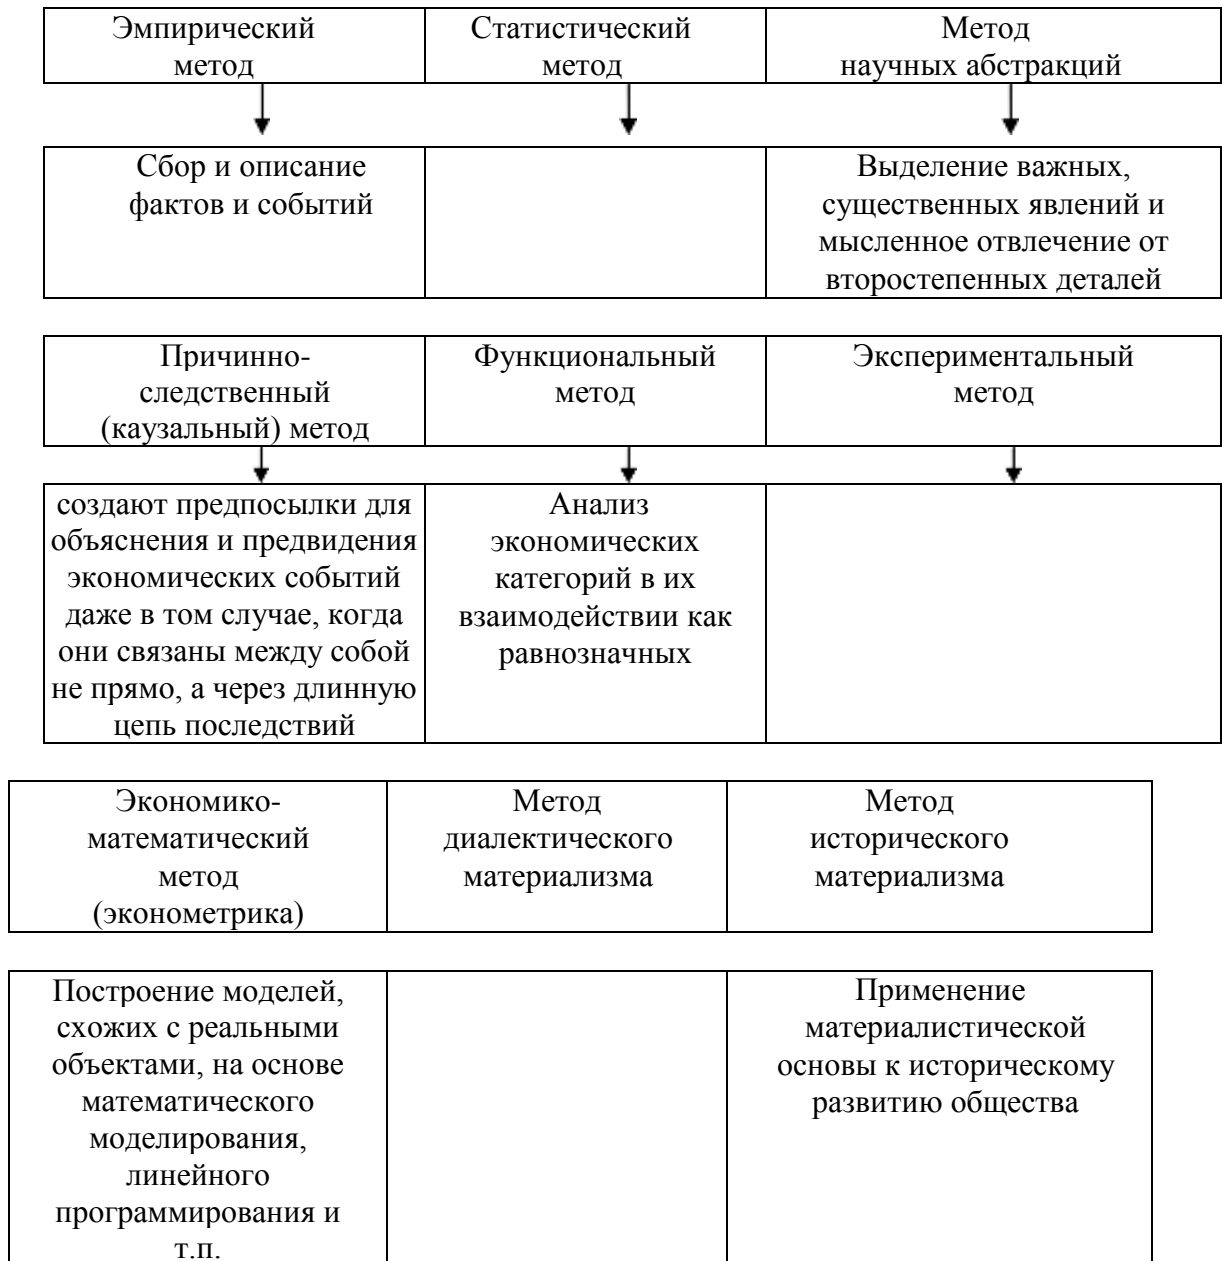 Эмпирический
метод
Статистический
метод
Метод
научных абстракций
Сбор и описание
фактов и событий
Выделение важных,
существенных явлений и
мысленное отвлечение от
второстепенных деталей
Причинно-
следственный
(каузальный) метод
Функциональный
метод
Экспериментальный
метод
создают предпосылки для
объяснения и предвидения
экономических событий
даже в том случае, когда
они связаны между собой
не прямо, а через длинную
цепь последствий
Анализ
экономических
категорий в их
взаимодействии как
равнозначных
Экономико-
математический
метод
(эконометрика)
Метод
диалектического
материализма
Метод
исторического
материализма
Построение моделей,
схожих с реальными
объектами, на основе
математического
моделирования,
линейного
программирования и
т.п.
Применение
материалистической
основы к историческому
развитию общества